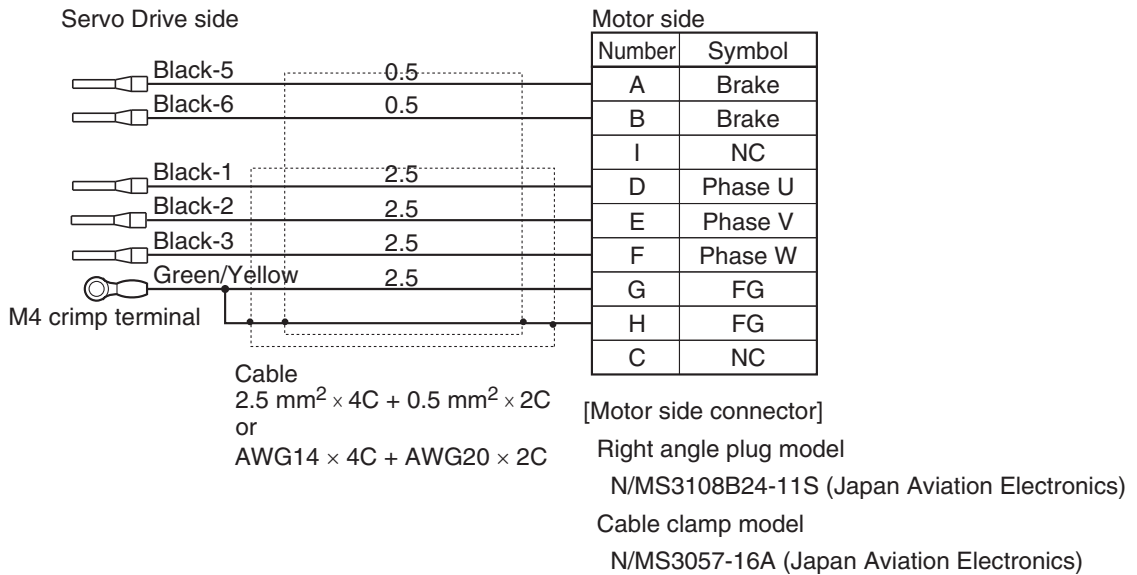 Servo Drive side
Motor side
Number Symbol
Black-5 0.5 A Brake
Black-6 0.5 B Brake
I NC
Black-1 2.5 D Phase U
Black-2 2.5 E Phase V
Black-3 2.5 F Phase W
Green/Yellow 2.5 G FG
M4 crimp terminal H FG
C NC
Cable
2.5 mm² × 4C + 0.5 mm² × 2C
or
AWG14 × 4C + AWG20 × 2C
[Motor side connector]
Right angle plug model
N/MS3108B24-11S (Japan Aviation Electronics)
Cable clamp model
N/MS3057-16A (Japan Aviation Electronics)